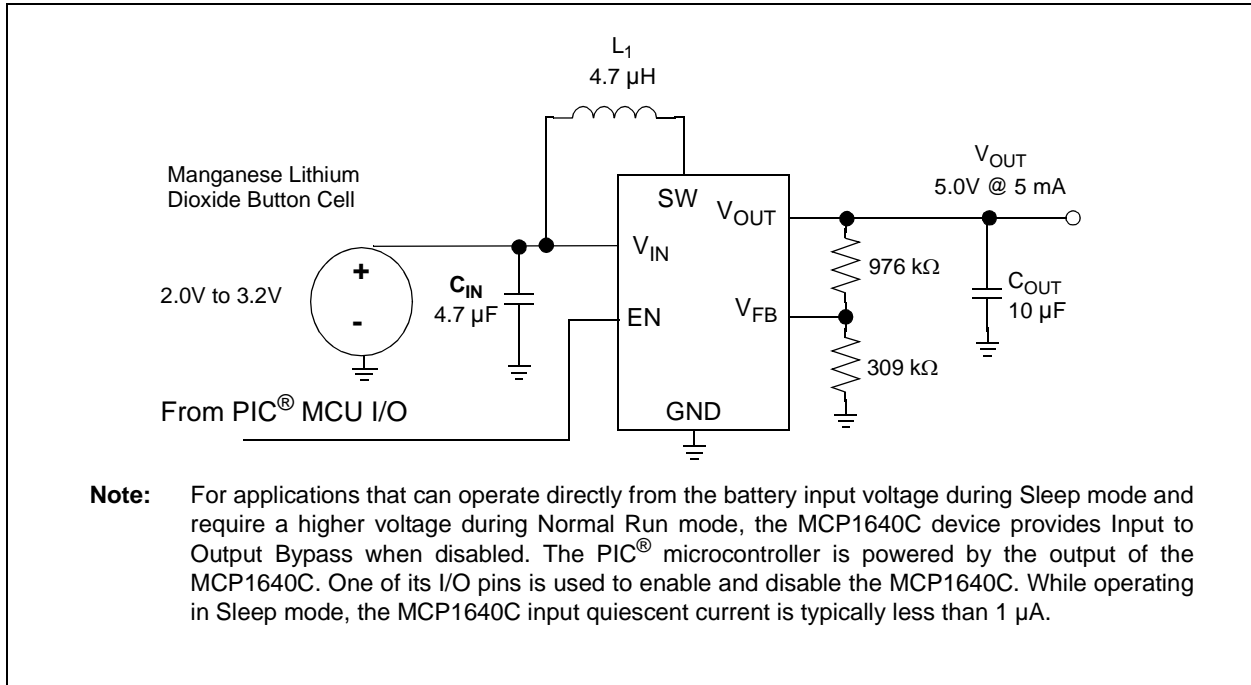 L1
4.7 µH
Manganese Lithium
Dioxide Button Cell
VOUT
5.0V @ 5 mA
SW
VOUT
VIN
+
976 kΩ
2.0V to 3.2V
CIN
4.7 µF
COUT
10 µF
-
EN
VFB
309 kΩ
From PIC® MCU I/O
GND
Note: For applications that can operate directly from the battery input voltage during Sleep mode and
require a higher voltage during Normal Run mode, the MCP1640C device provides Input to
Output Bypass when disabled. The PIC® microcontroller is powered by the output of the
MCP1640C. One of its I/O pins is used to enable and disable the MCP1640C. While operating
in Sleep mode, the MCP1640C input quiescent current is typically less than 1 µA.